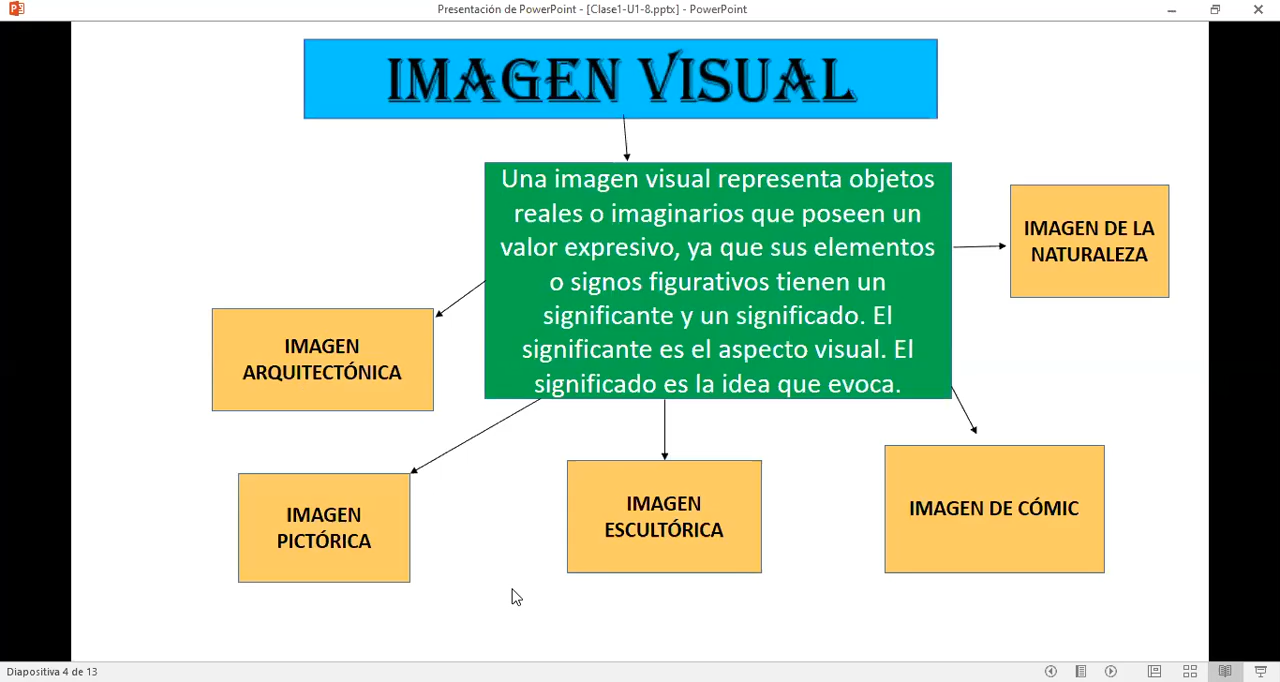 Presentación de PowerPoint - [Clase1-U1-8.pptx] - PowerPoint
IMAGEN VISUAL
Una imagen visual representa objetos
reales o imaginarios que poseen un
valor expresivo, ya que sus elementos
o signos figurativos tienen un
significante y un significado. El
significante es el aspecto visual. El
significado es la idea que evoca.
IMAGEN DE LA
NATURALEZA
IMAGEN
ARQUITECTÓNICA
IMAGEN
PICTÓRICA
IMAGEN
ESCULTÓRICA
IMAGEN DE CÓMIC
Diapositiva 4 de 13